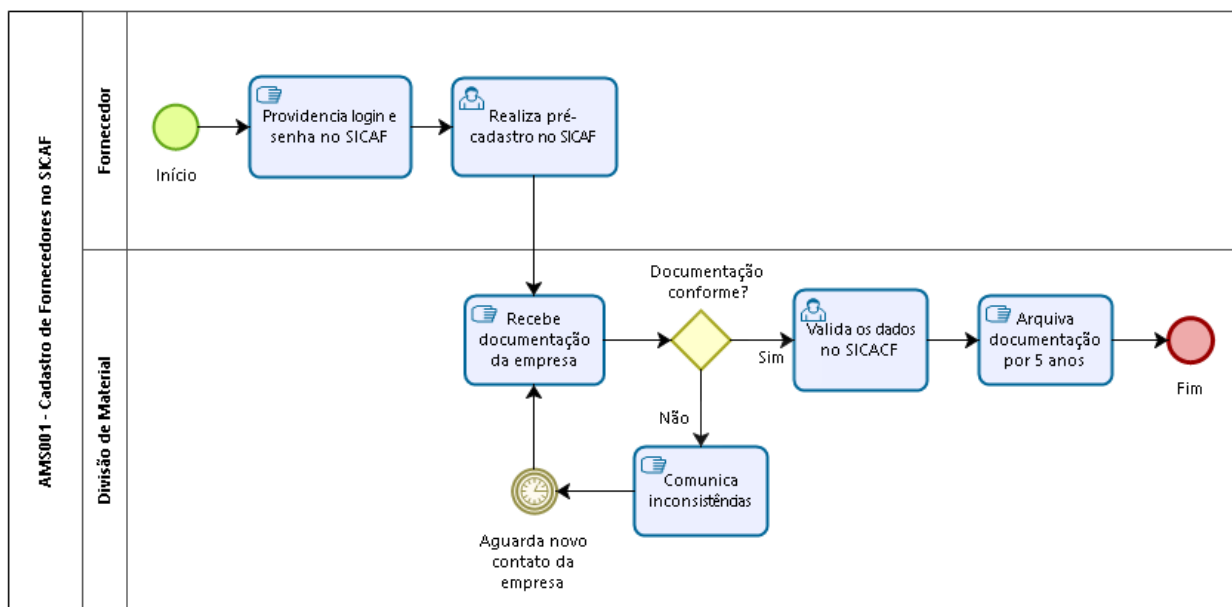 AMS001 - Cadastro de Fornecedores no SICAF
Fornecedor
Início
Providencia login e
senha no SICAF
Realiza pré-
cadastro no SICAF
Divisão de Material
Recebe
documentação
da empresa
Documentação
conforme?
Sim
Não
Valida os dados
no SICACF
Arquiva
documentação
por 5 anos
Fim
Comunica
inconsistências
Aguarda novo
contato da
empresa